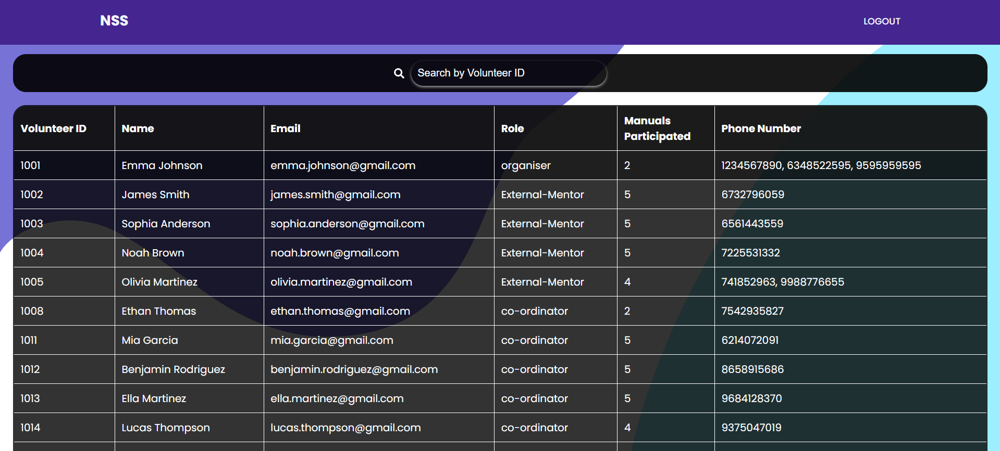 NSS LOGOUT
Search by Volunteer ID
Volunteer ID Name Email Role Manuals Participated Phone Number
1001 Emma Johnson emma.johnson@gmail.com organiser 2 1234567890, 6348522595, 9595959595
1002 James Smith james.smith@gmail.com External-Mentor 5 6732796059
1003 Sophia Anderson sophia.anderson@gmail.com External-Mentor 5 6561443559
1004 Noah Brown noah.brown@gmail.com External-Mentor 5 7225531332
1005 Olivia Martinez olivia.martinez@gmail.com External-Mentor 4 741852963, 9988776655
1008 Ethan Thomas ethan.thomas@gmail.com co-ordinator 2 7542935827
1011 Mia Garcia mia.garcia@gmail.com co-ordinator 5 6214072091
1012 Benjamin Rodriguez benjamin.rodriguez@gmail.com co-ordinator 5 8658915686
1013 Ella Martinez ella.martinez@gmail.com co-ordinator 5 9684128370
1014 Lucas Thompson lucas.thompson@gmail.com co-ordinator 4 9375047019